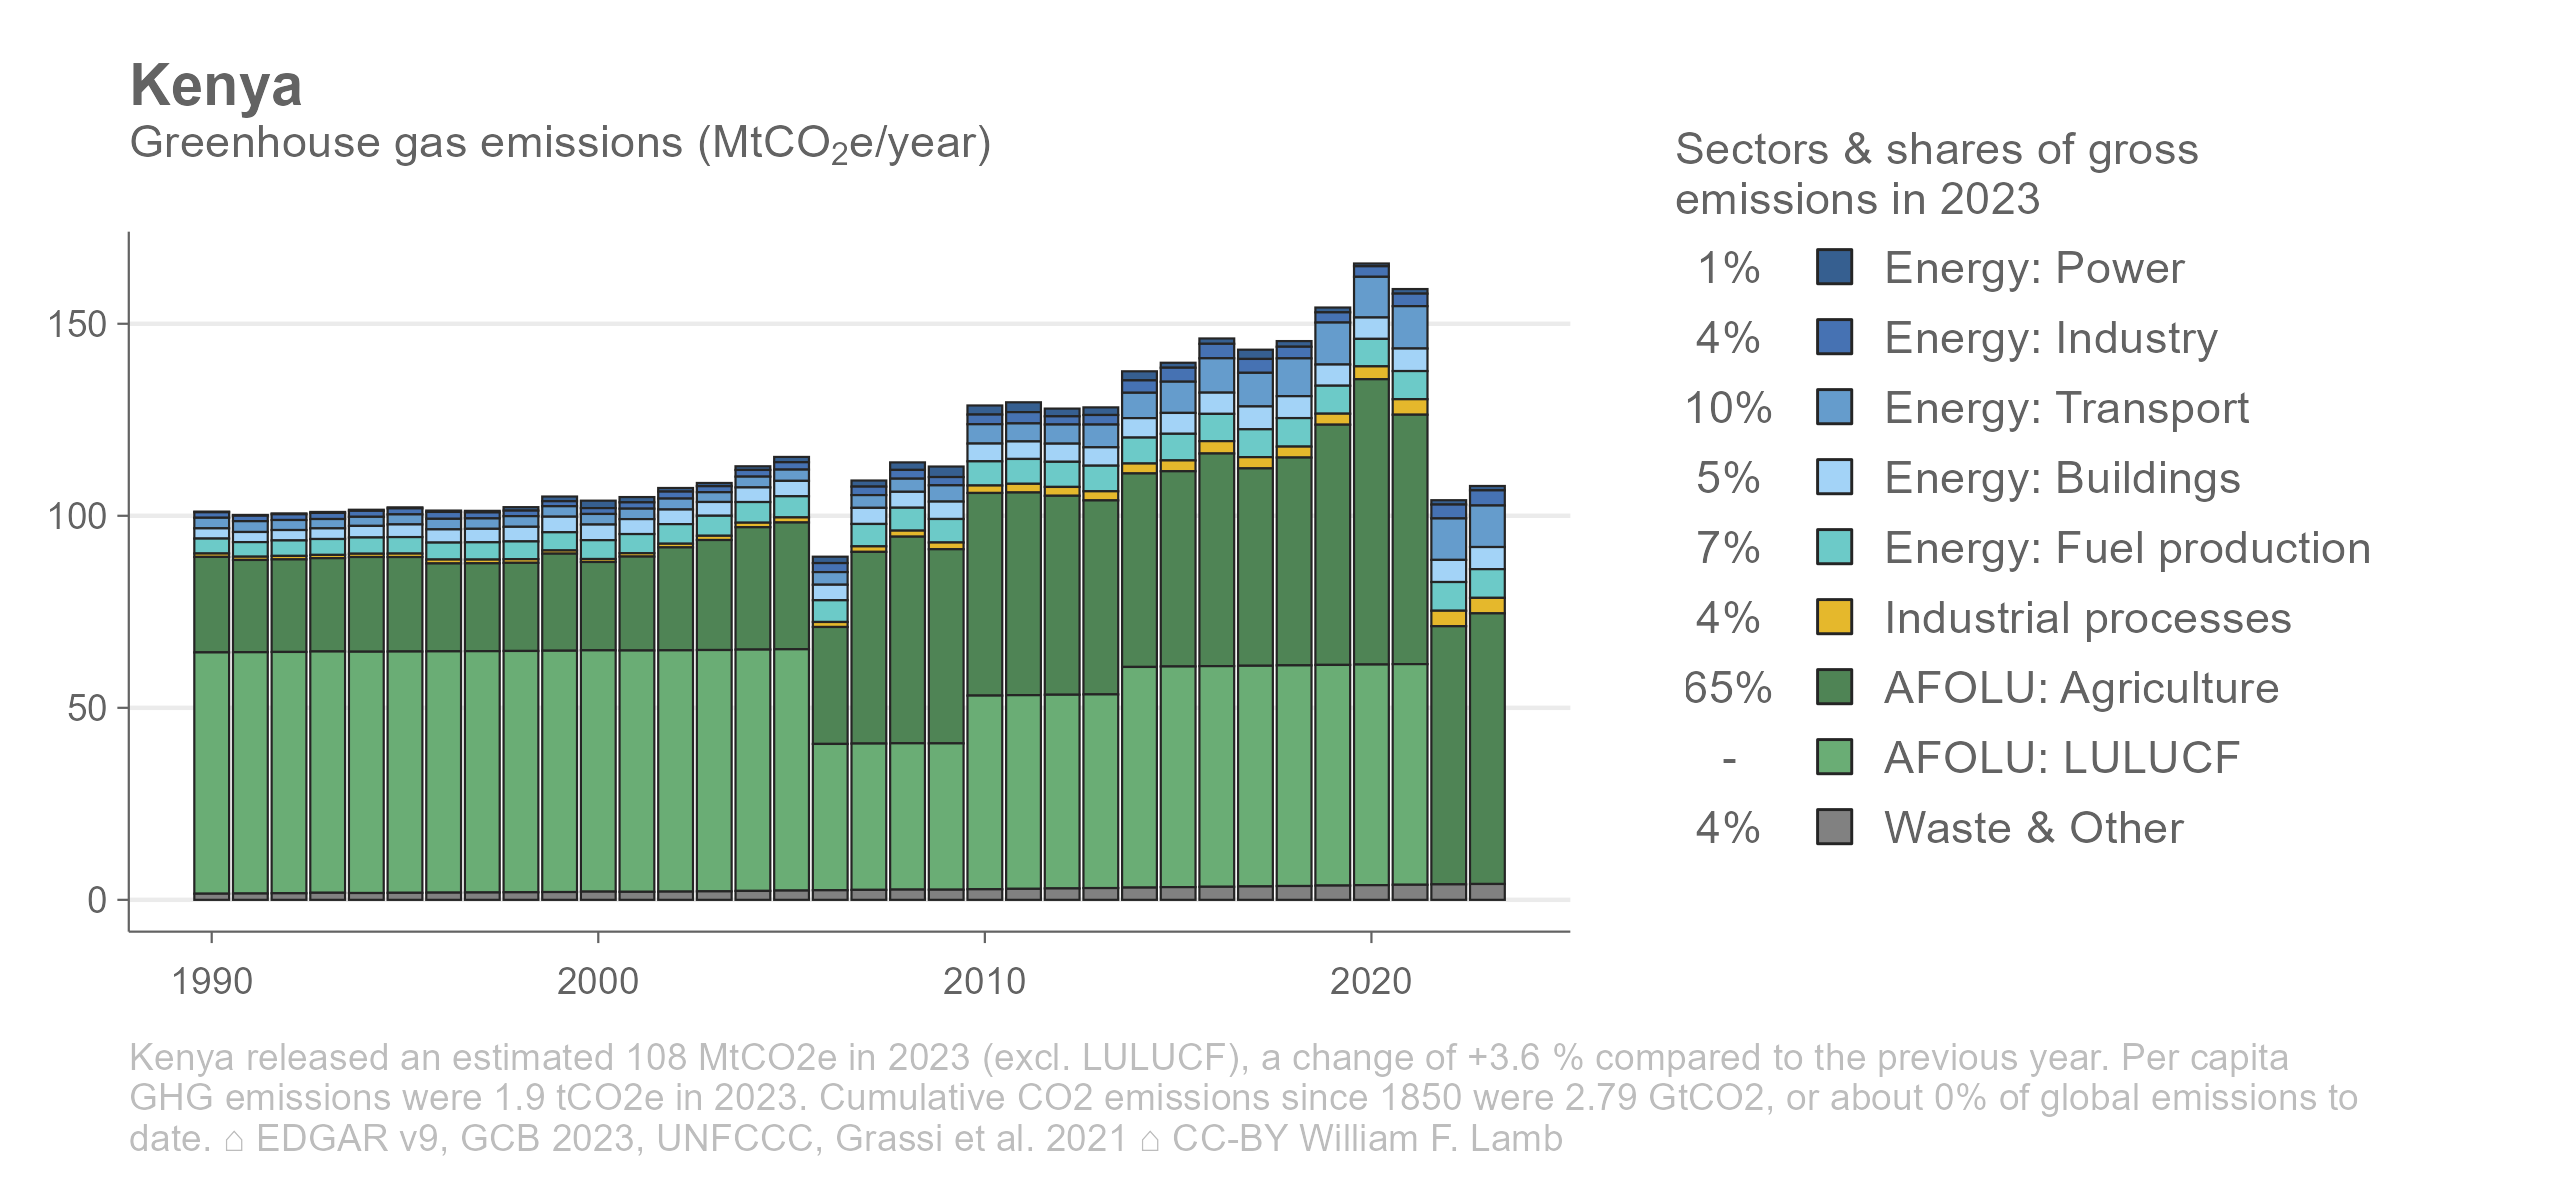 Kenya
Greenhouse gas emissions (MtCO₂e/year)
Sectors & shares of gross
emissions in 2023
1% Energy: Power
4% Energy: Industry
10% Energy: Transport
5% Energy: Buildings
7% Energy: Fuel production
4% Industrial processes
65% AFOLU: Agriculture
- AFOLU: LULUCF
4% Waste & Other
150
100
50
0
1990 2000 2010 2020
Kenya released an estimated 108 MtCO2e in 2023 (excl. LULUCF), a change of +3.6 % compared to the previous year. Per capita
GHG emissions were 1.9 tCO2e in 2023. Cumulative CO2 emissions since 1850 were 2.79 GtCO2, or about 0% of global emissions to
date. ⌂ EDGAR v9, GCB 2023, UNFCCC, Grassi et al. 2021 ⌂ CC-BY William F. Lamb